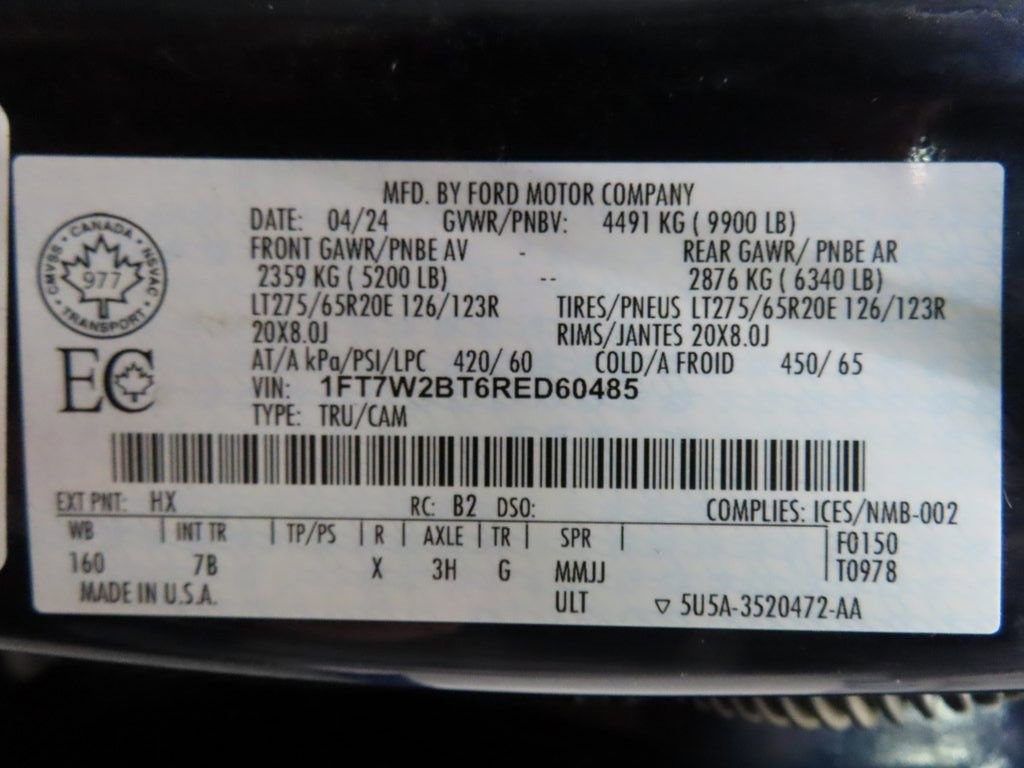 MFD. BY FORD MOTOR COMPANY
DATE: 04/24 GVWR/PNBV: 4491 KG ( 9900 LB)
FRONT GAWR/PNBE AV - REAR GAWR/ PNBE AR
2359 KG ( 5200 LB) -- 2876 KG ( 6340 LB)
LT275/65R20E 126/123R TIRES/PNEUS LT275/65R20E 126/123R
20X8.0J RIMS/JANTES 20X8.0J
AT/A kPa/PSI/LPC 420/ 60 COLD/A FROID 450/ 65
VIN: 1FT7W2BT6RED60485
TYPE: TRU/CAM
CANADA
CMVSS NSVAC
977
TRANSPORT
EC
EXT PNT: HX RC: B2 DSO: COMPLIES: ICES/NMB-002
WB | INT TR | TP/PS | R | AXLE | TR | SPR | F0150
160 7B X 3H G MMJJ T0978
MADE IN U.S.A. ULT ▽ 5U5A-3520472-AA